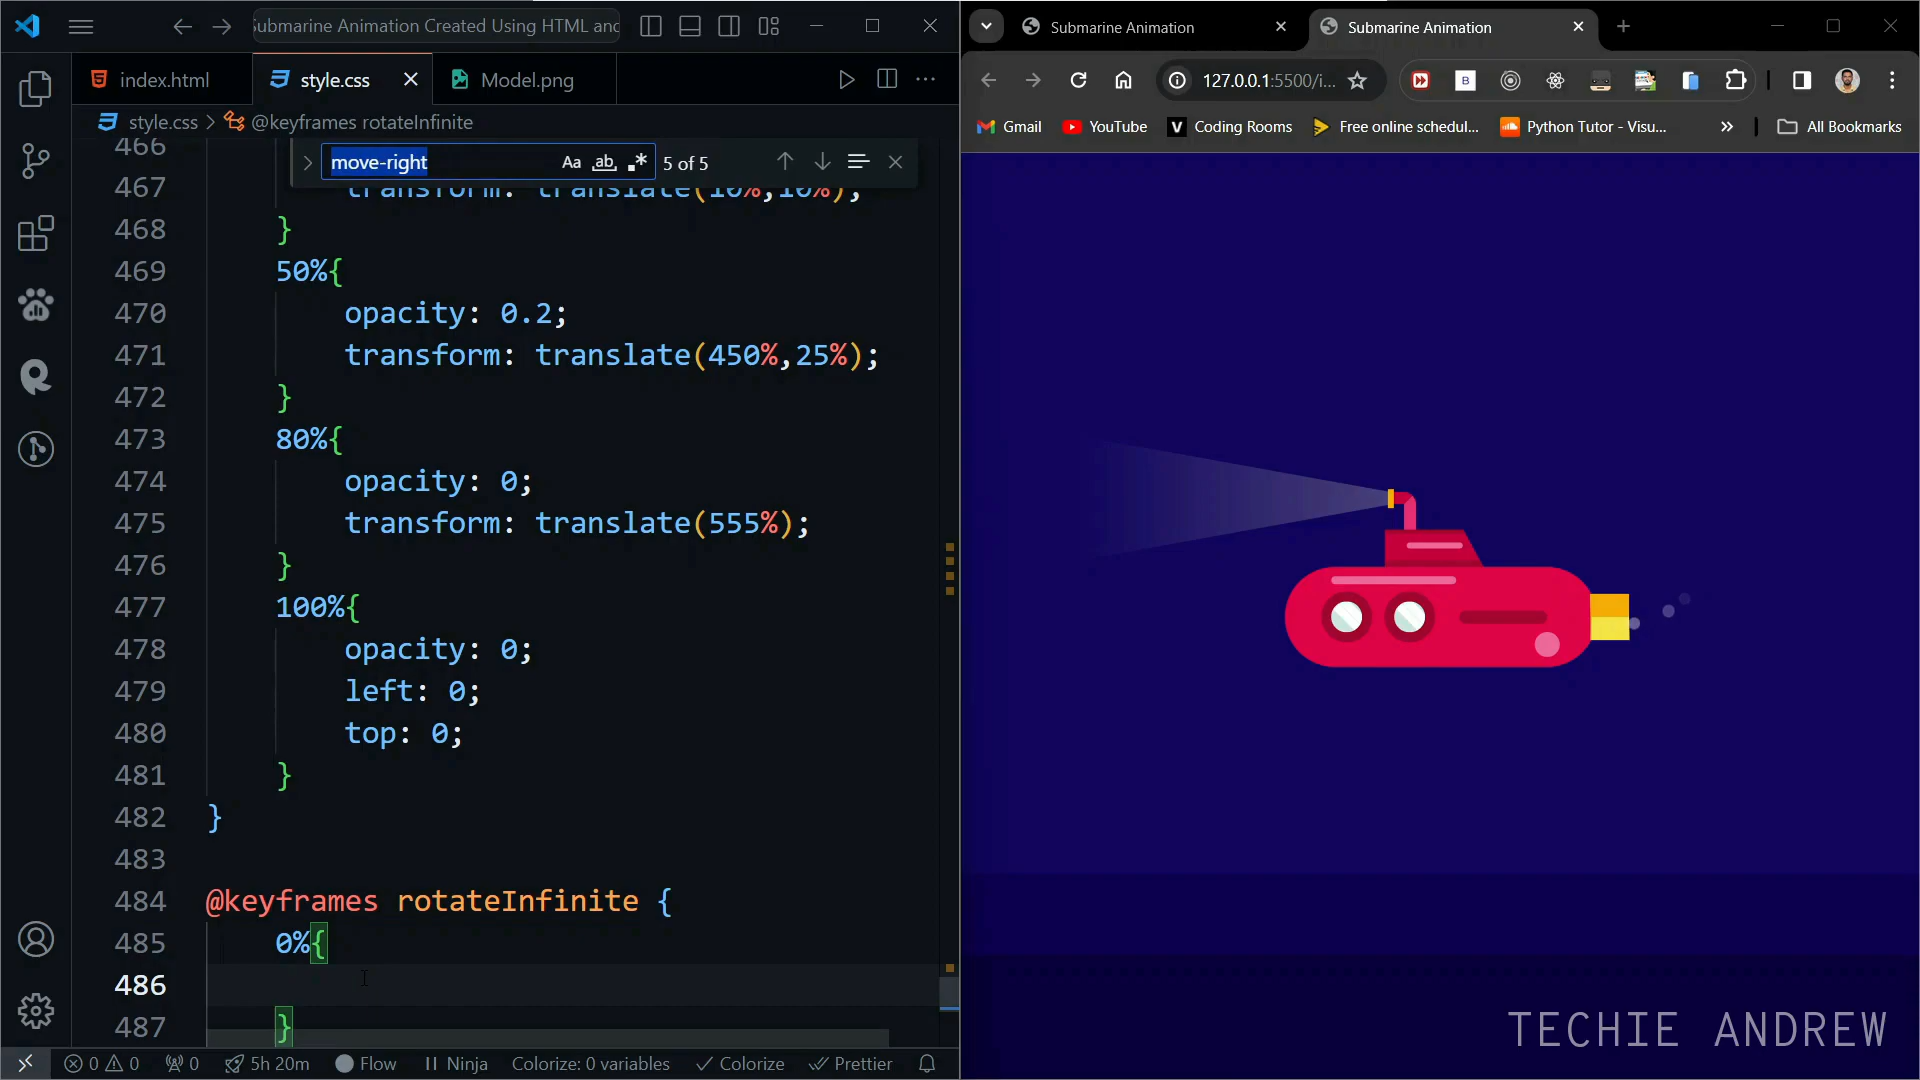 Submarine Animation Created Using HTML and
index.html
style.css
Model.png
style.css > @keyframes rotateInfinite
move-right
Aa
ab
.*
5 of 5
466
467 transform: translate(10%,10%);
468 }
469 50%{
470 opacity: 0.2;
471 transform: translate(450%,25%);
472 }
473 80%{
474 opacity: 0;
475 transform: translate(555%);
476 }
477 100%{
478 opacity: 0;
479 left: 0;
480 top: 0;
481 }
482 }
483
484 @keyframes rotateInfinite {
485 0%{
486
487 }
0 0 0 5h 20m Flow Ninja Colorize: 0 variables Colorize Prettier
Submarine Animation
Submarine Animation
127.0.0.1:5500/i...
Gmail YouTube V Coding Rooms Free online schedul... Python Tutor - Visu... » All Bookmarks
TECHIE ANDREW